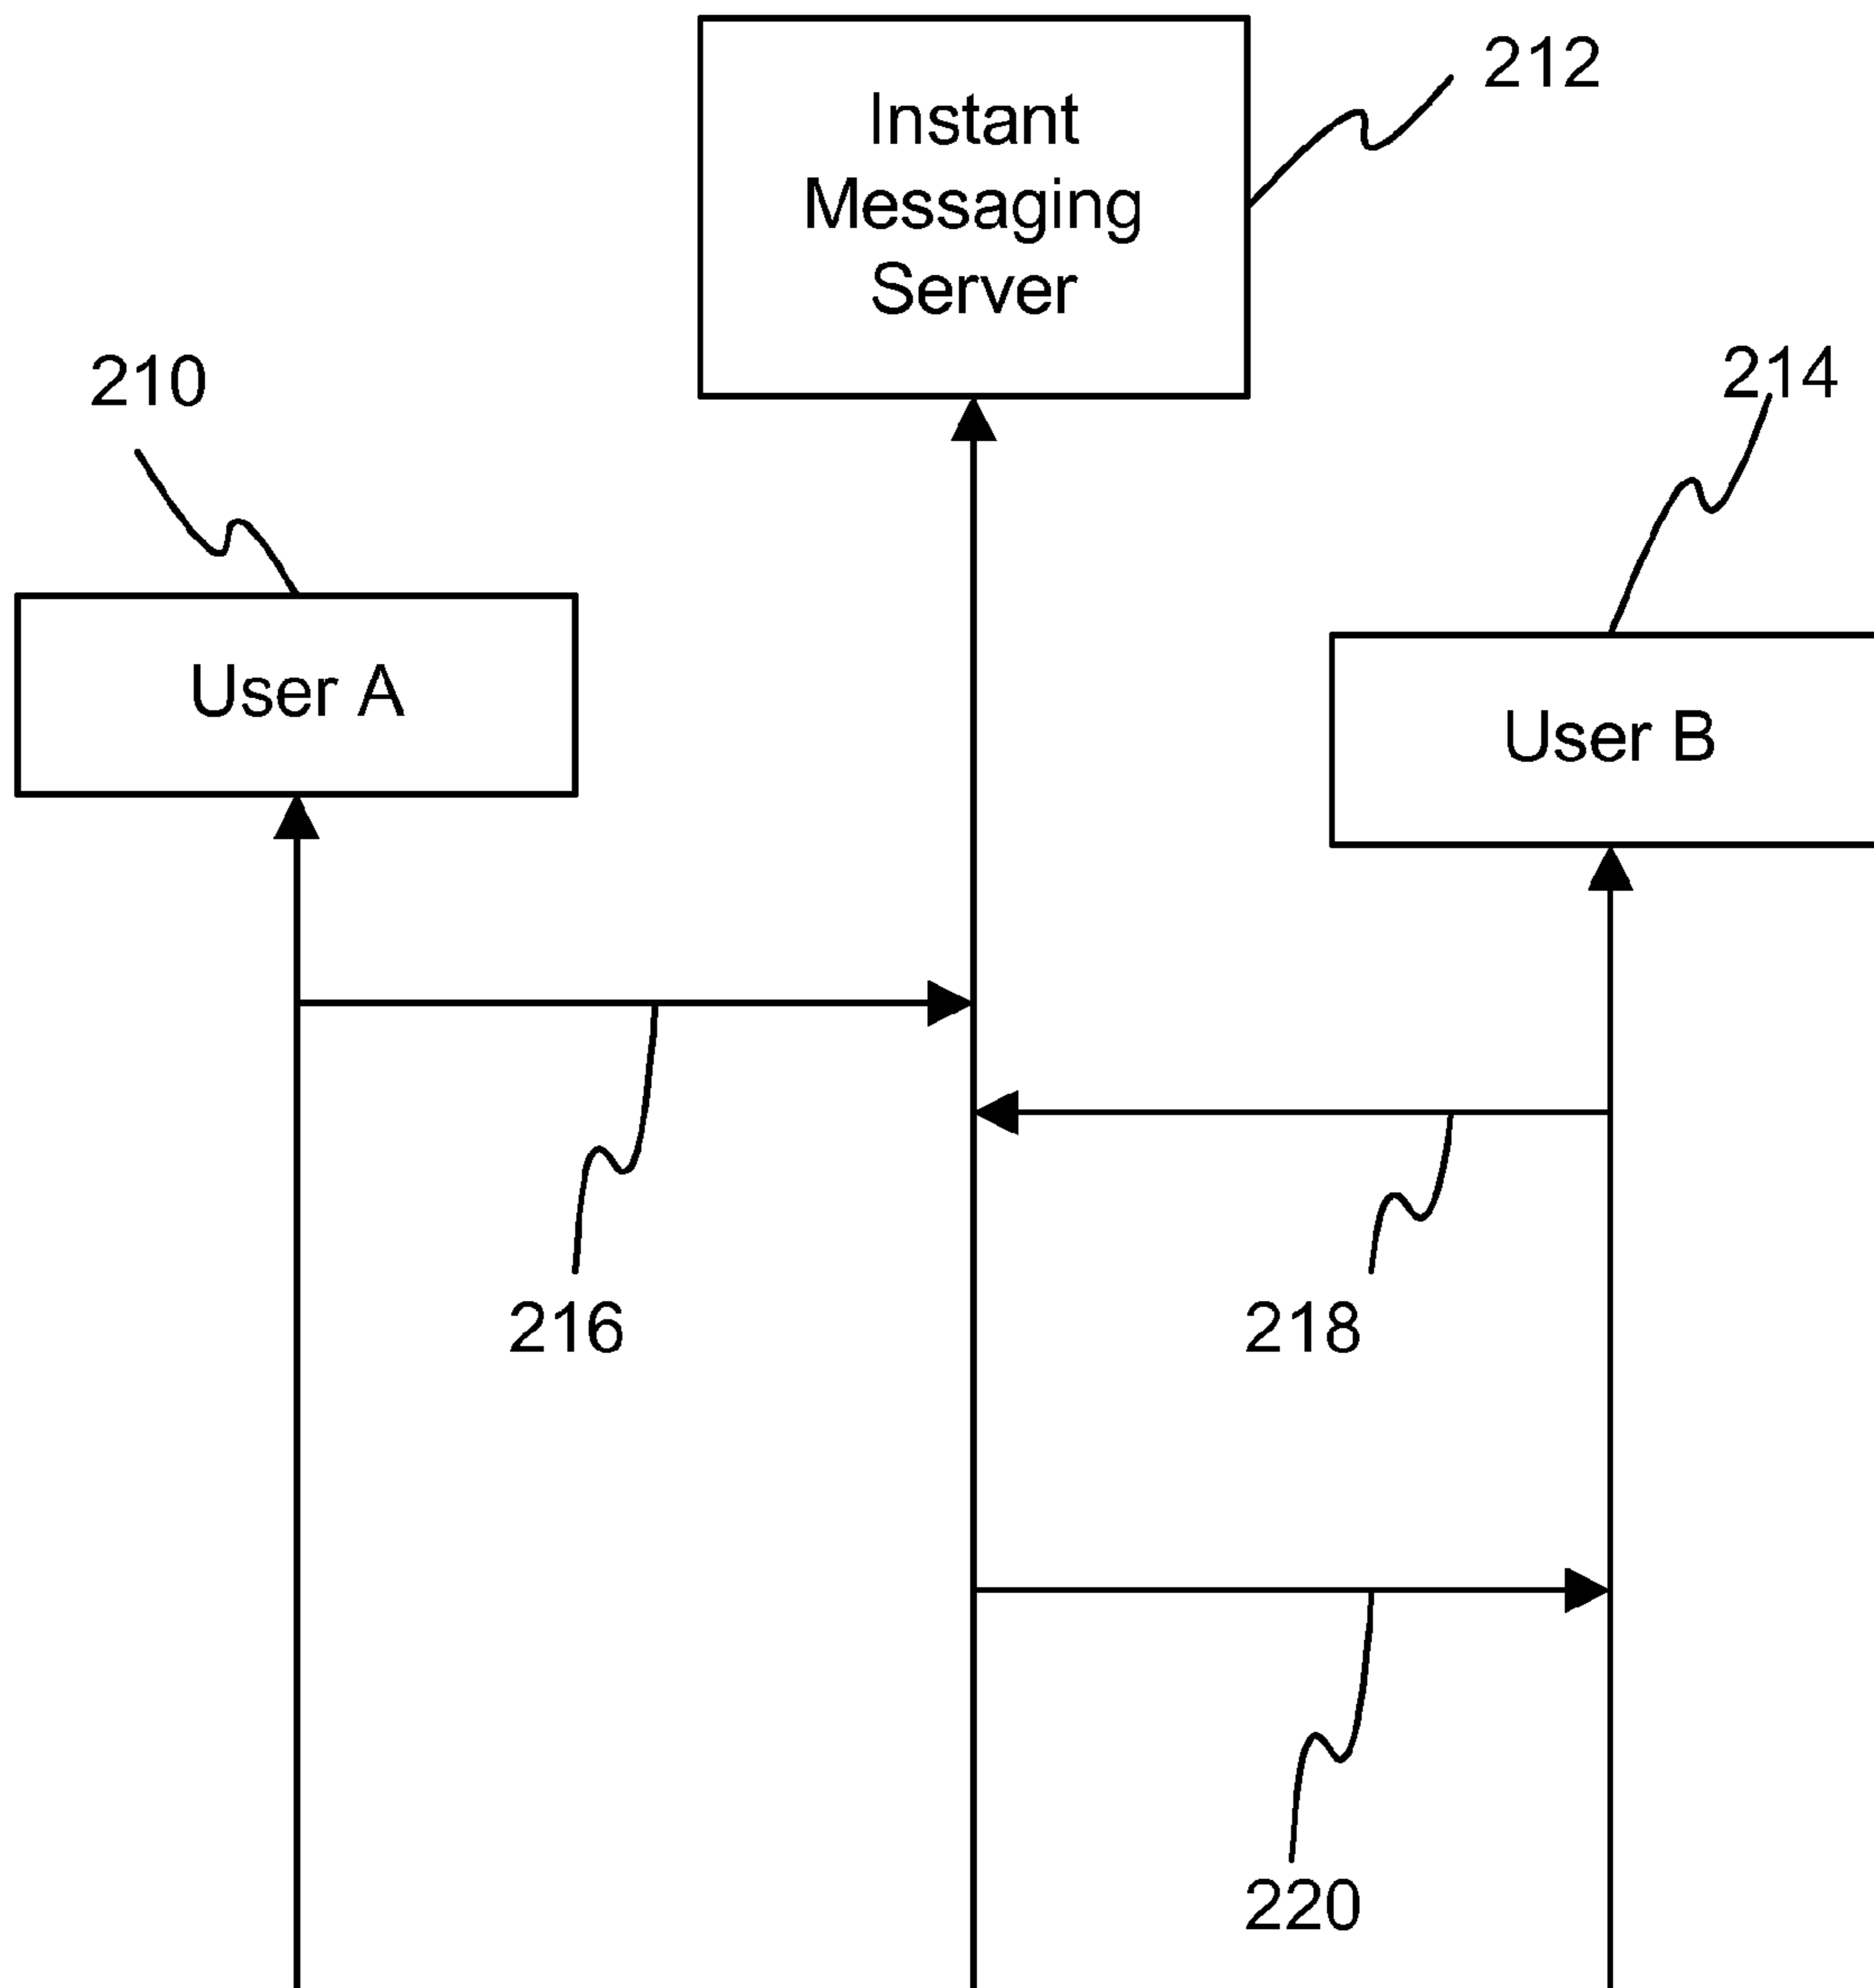 Instant
Messaging
Server
212
210
214
User A
User B
216
218
220